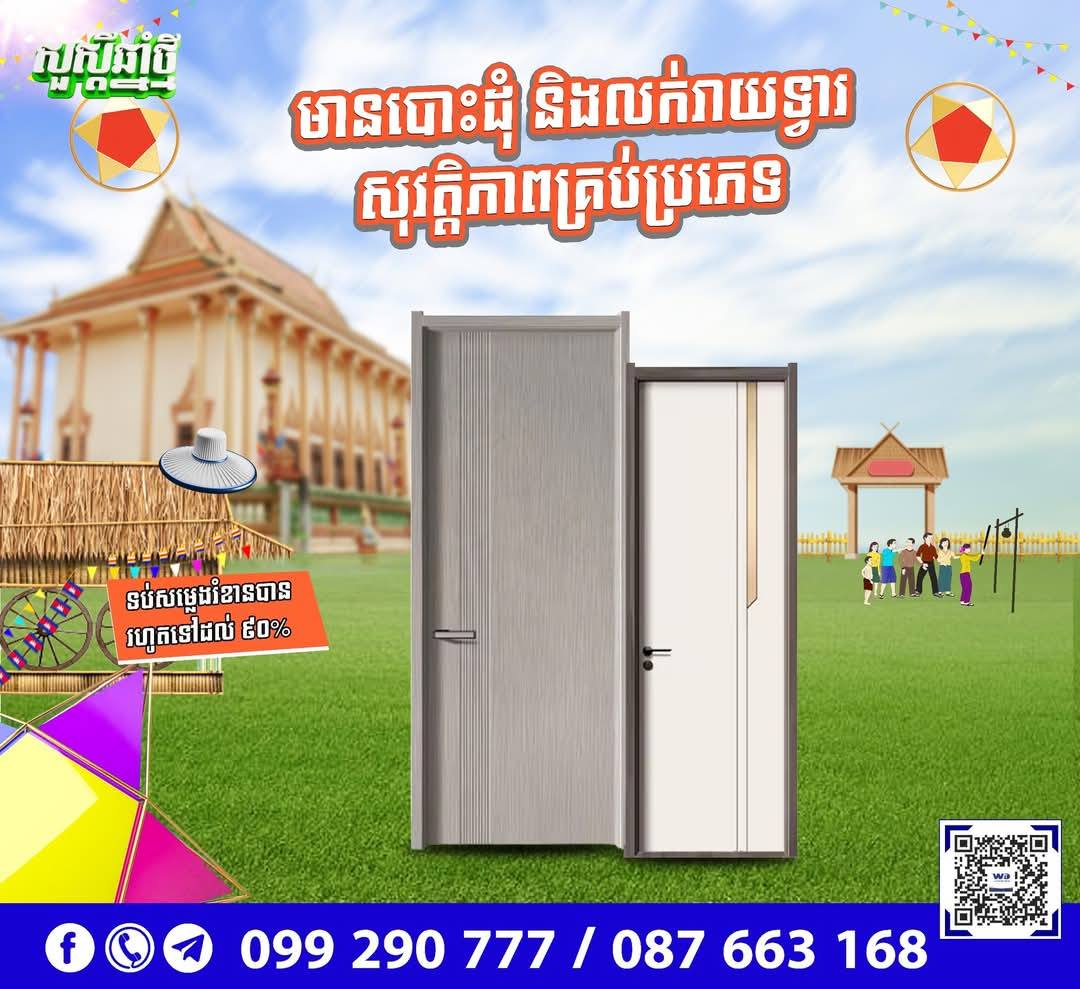 សួស្តីឆ្នាំថ្មី
មានបោះដុំ និងលក់រាយទ្វារ
សុវត្ថិភាពគ្រប់ប្រភេទ
ទប់សម្លេងរំខានបាន
រហូតទៅដល់ ៩០%
WD
099 290 777 / 087 663 168